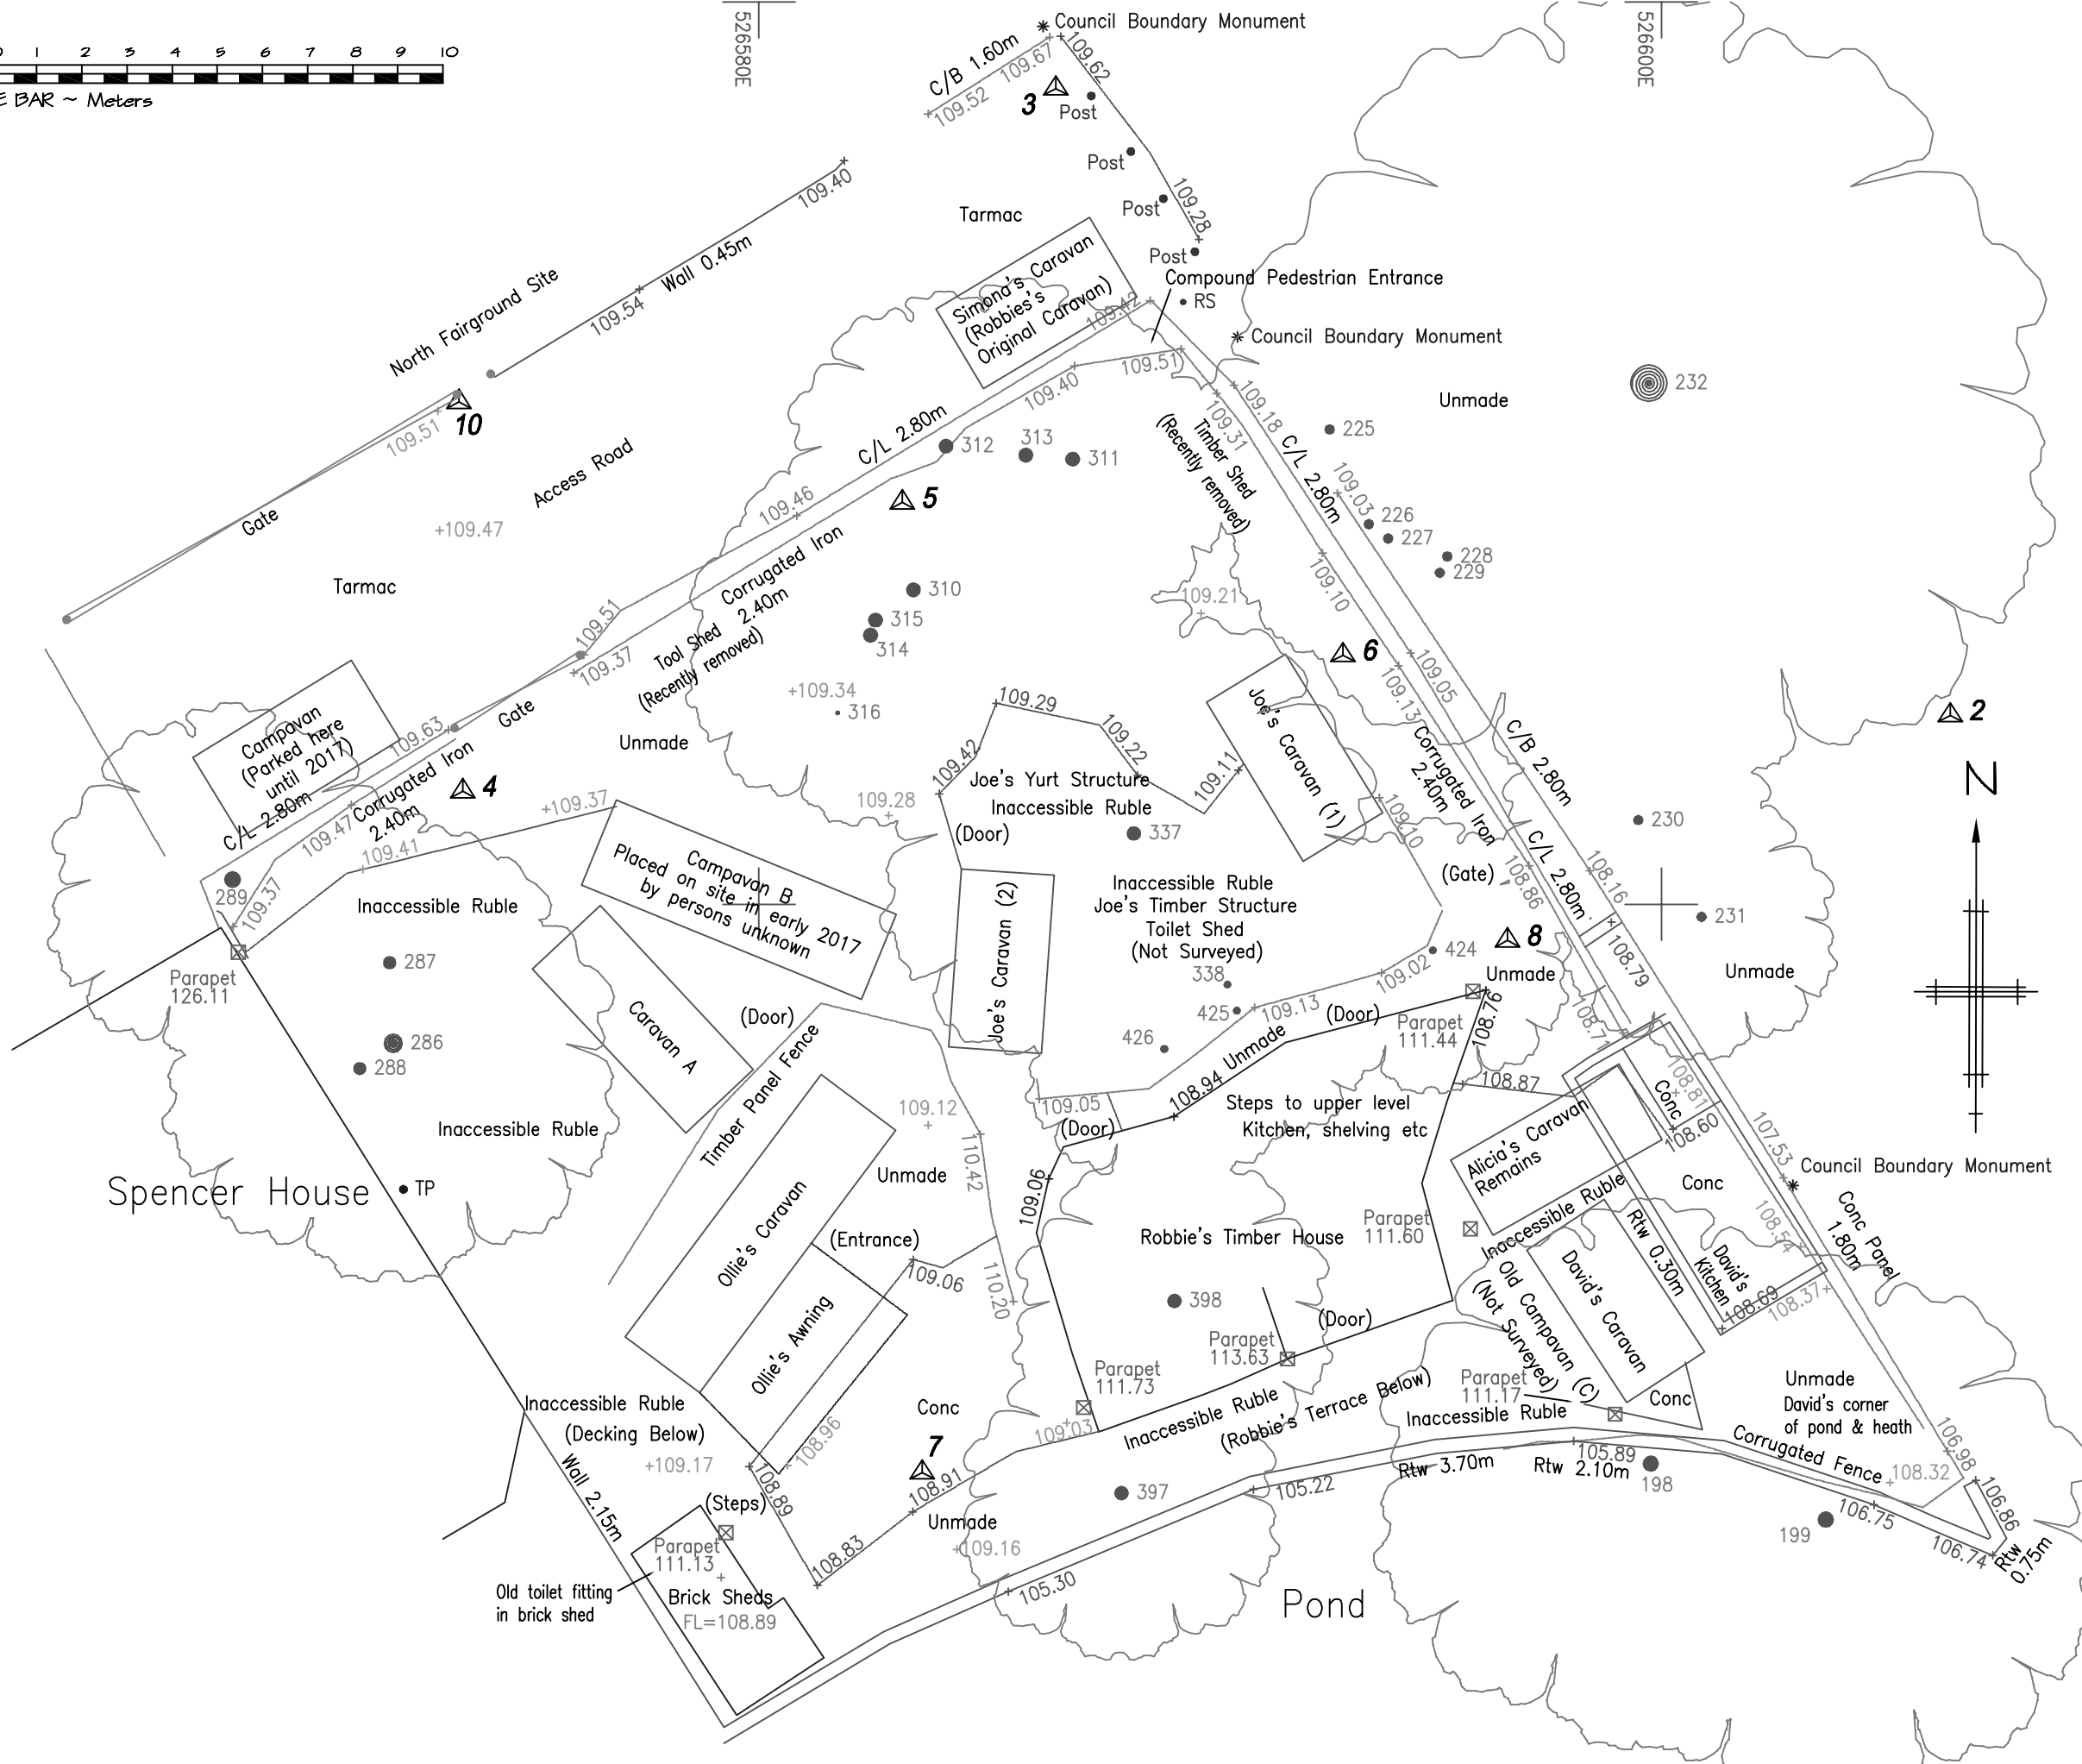 0 1 2 3 4 5 6 7 8 9 10
E BAR ~ Meters
526580E
526600E
Council Boundary Monument
C/B 1.60m
109.67
109.62
109.52
3
Post
Post
Post
Post
109.28
109.40
Tarmac
Wall 0.45m
109.54
North Fairground Site
Simona's Caravan
(Robbies's
Original Caravan)
109.42
Compound Pedestrian Entrance
RS
Council Boundary Monument
109.51
109.40
109.18
109.31
232
Unmade
225
10
109.51
Access Road
C/L 2.80m
312
313
311
Timber Shed
(Recently removed)
C/L 2.80m
109.03
226
227
228
229
5
109.46
Gate
+109.47
Tarmac
Corrugated Iron
2.40m
Tool Shed
(Recently removed)
109.51
109.37
310
315
314
109.21
109.10
6
109.13
109.05
+109.34
316
Gate
Unmade
109.29
109.22
109.42
109.11
Joe's Yurt Structure
Inaccessible Ruble
(Door)
337
Joe's Caravan (1)
109.10
Corrugated Iron
2.40m
C/B 2.80m
2
N
Campavan
(Parked here
until 2017)
109.63
C/L 2.80m
Corrugated Iron
2.40m
109.47
109.41
4
+109.37
109.28
Campavan B
Placed on site in early 2017
by persons unknown
289
109.37
Inaccessible Ruble
287
Parapet
126.11
286
288
Inaccessible Ruble
Caravan A
(Door)
Timber Panel Fence
Joe's Caravan (2)
Inaccessible Ruble
Joe's Timber Structure
Toilet Shed
(Not Surveyed)
338
425
426
109.13
109.02
424
(Gate)
108.86
C/L 2.80m
108.16
230
231
108.79
Unmade
8
Unmade
(Door)
Parapet
111.44
108.76
108.71
Unmade
108.94
108.87
109.05
(Door)
Steps to upper level
Kitchen, shelving etc
109.12
110.42
Unmade
109.06
Alicia's Caravan
Remains
Conc
108.81
108.60
107.53
Council Boundary Monument
Conc
Conc Panel
1.80m
108.54
Spencer House
TP
Ollie's Caravan
(Entrance)
109.06
110.20
Ollie's Awning
Robbie's Timber House
398
Parapet
111.60
Inaccessible Ruble
Rtw 0.30m
David's
Kitchen
108.69
108.37
David's Caravan
Old Campavan (C)
(Not Surveyed)
(Door)
Parapet
113.63
Parapet
111.73
Parapet
111.17
Conc
Unmade
David's corner
of pond & heath
Inaccessible Ruble
(Decking Below)
+109.17
108.96
108.89
Conc
7
109.03
108.91
Inaccessible Ruble
(Robbie's Terrace Below)
Inaccessible Ruble
Rtw 3.70m
Rtw 2.10m
105.89
198
Corrugated Fence
108.32
106.98
106.86
106.75
106.74
Rtw
0.75m
199
Wall 2.15m
(Steps)
Parapet
111.13
Old toilet fitting
in brick shed
Brick Sheds
FL=108.89
108.83
Unmade
+109.16
397
105.22
105.30
Pond